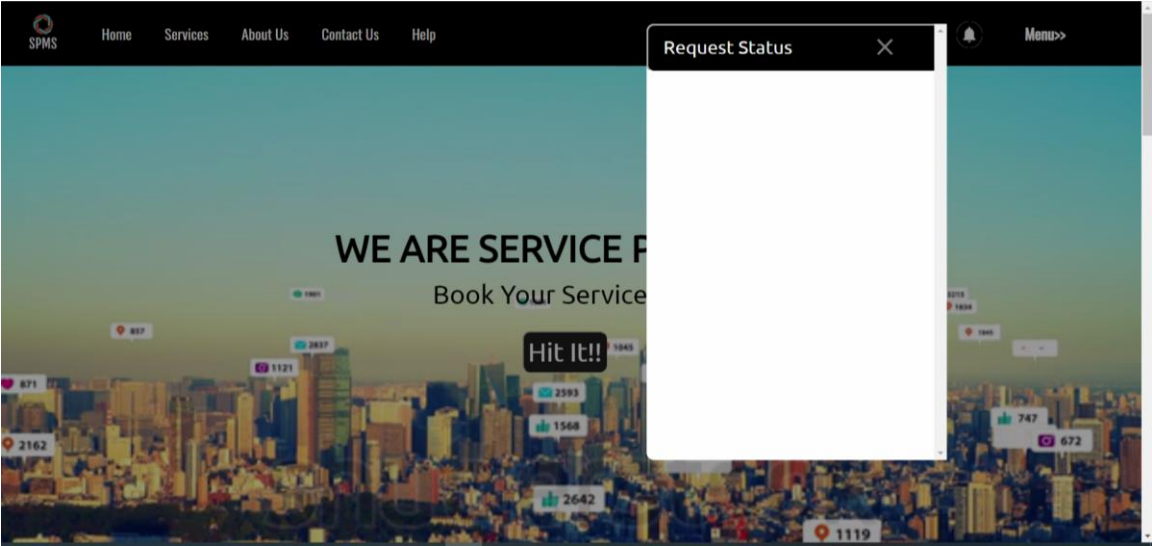 SPMS
Home
Services
About Us
Contact Us
Help
Request Status
Menu>>
WE ARE SERVICE P
Book Your Service
Hit It!!
1901
837
2837
1045
1121
871
2593
1568
2162
2642
1119
747
672